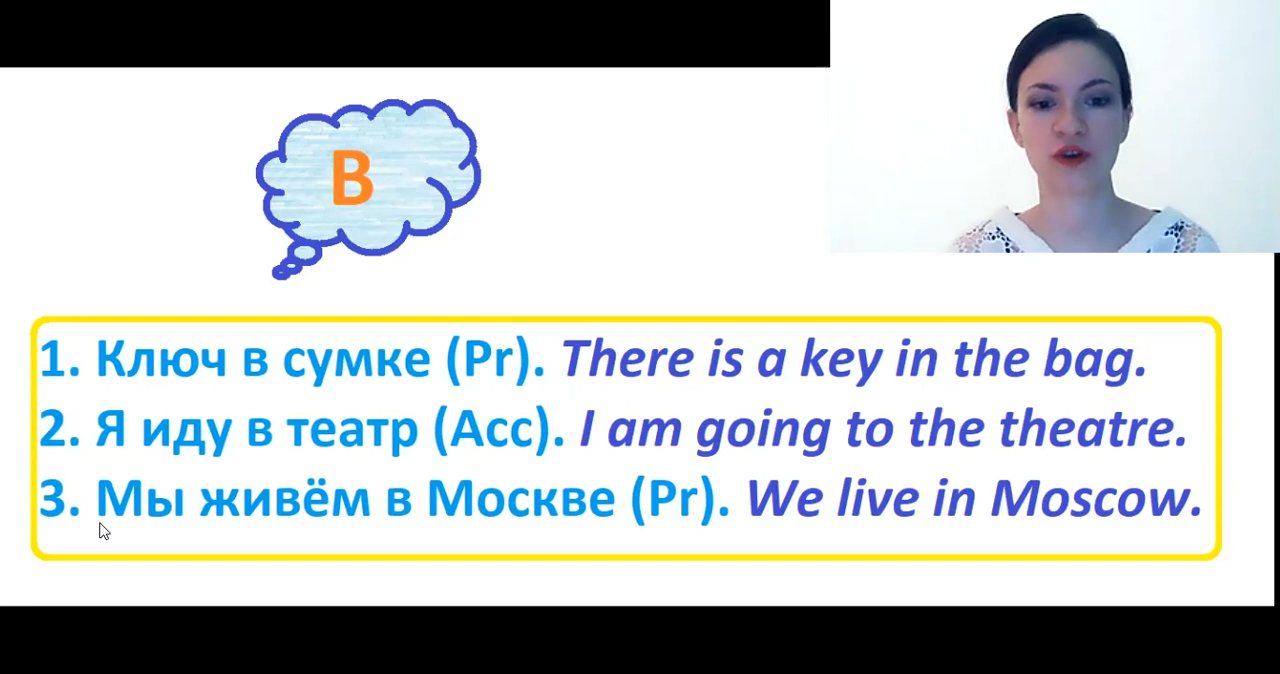 В
1. Ключ в сумке (Pr). There is a key in the bag.
2. Я иду в театр (Acc). I am going to the theatre.
3. Мы живём в Москве (Pr). We live in Moscow.